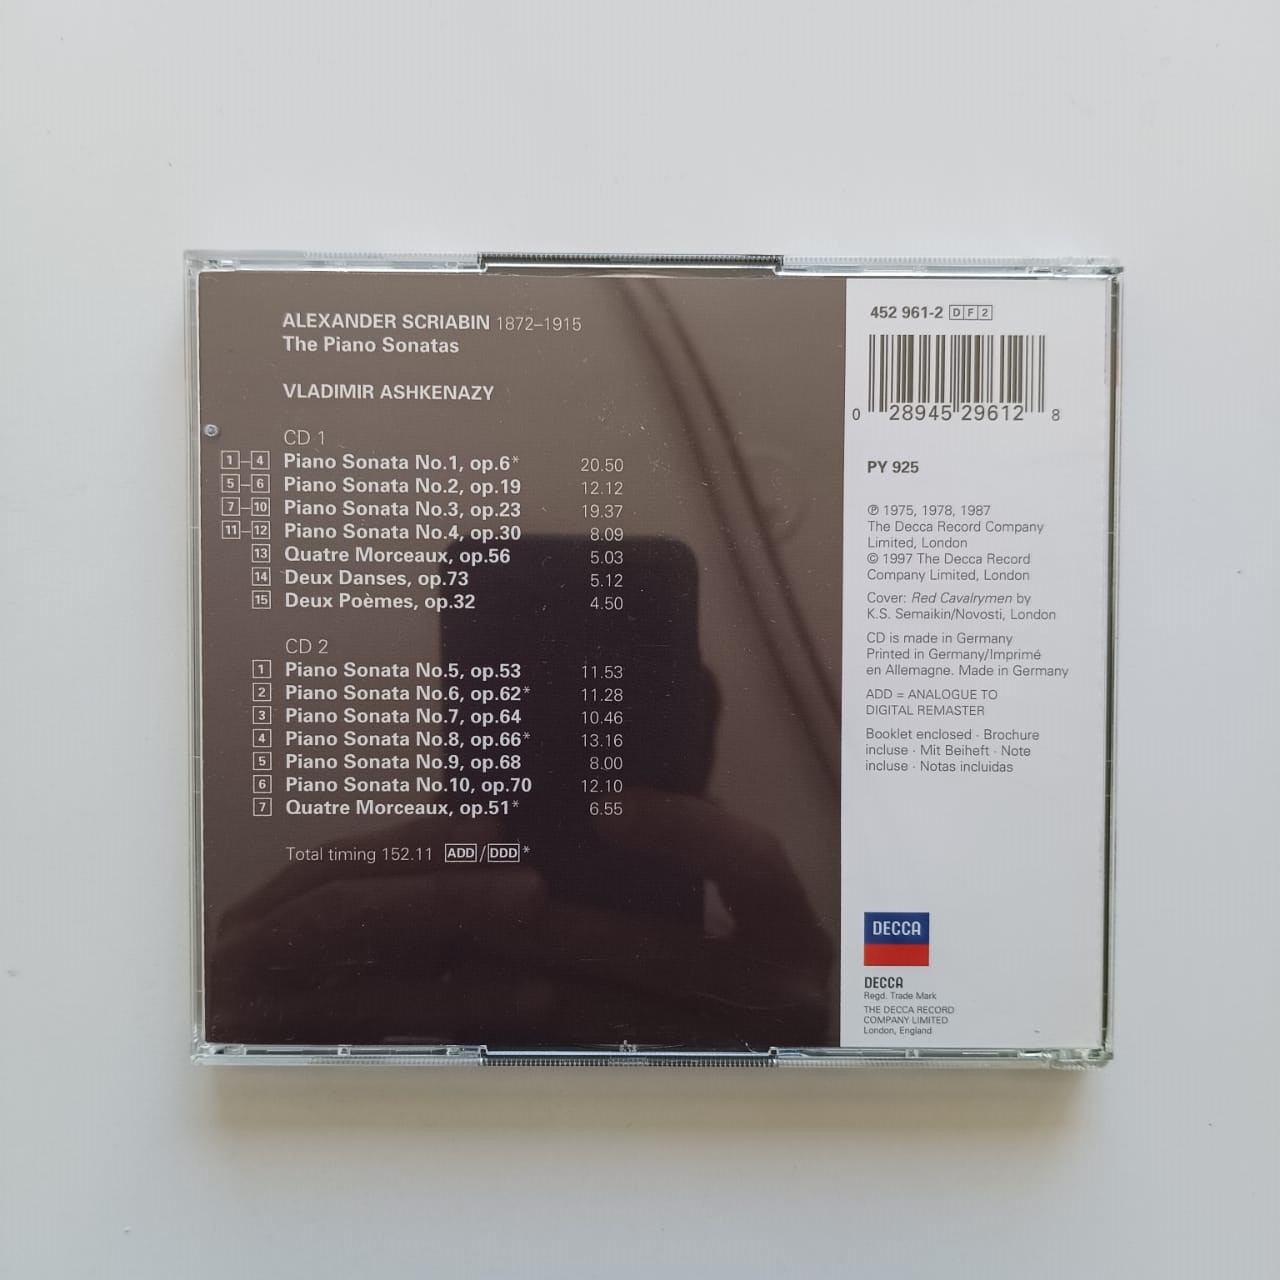 ALEXANDER SCRIABIN 1872–1915
The Piano Sonatas
VLADIMIR ASHKENAZY
CD 1
1–4 Piano Sonata No.1, op.6* 20.50
5–6 Piano Sonata No.2, op.19 12.12
7–10 Piano Sonata No.3, op.23 19.37
11–12 Piano Sonata No.4, op.30 8.09
13 Quatre Morceaux, op.56 5.03
14 Deux Danses, op.73 5.12
15 Deux Poèmes, op.32 4.50
CD 2
1 Piano Sonata No.5, op.53 11.53
2 Piano Sonata No.6, op.62* 11.28
3 Piano Sonata No.7, op.64 10.46
4 Piano Sonata No.8, op.66* 13.16
5 Piano Sonata No.9, op.68 8.00
6 Piano Sonata No.10, op.70 12.10
7 Quatre Morceaux, op.51* 6.55
Total timing 152.11 ADD/DDD*
452 961-2 D F 2
0 28945 29612 8
PY 925
℗ 1975, 1978, 1987
The Decca Record Company
Limited, London
© 1997 The Decca Record
Company Limited, London
Cover: Red Cavalrymen by
K.S. Semaikin/Novosti, London
CD is made in Germany
Printed in Germany/Imprimé
en Allemagne. Made in Germany
ADD = ANALOGUE TO
DIGITAL REMASTER
Booklet enclosed · Brochure
incluse · Mit Beiheft · Note
incluse · Notas incluidas
DECCA
DECCA
Regd. Trade Mark
THE DECCA RECORD
COMPANY LIMITED
London, England